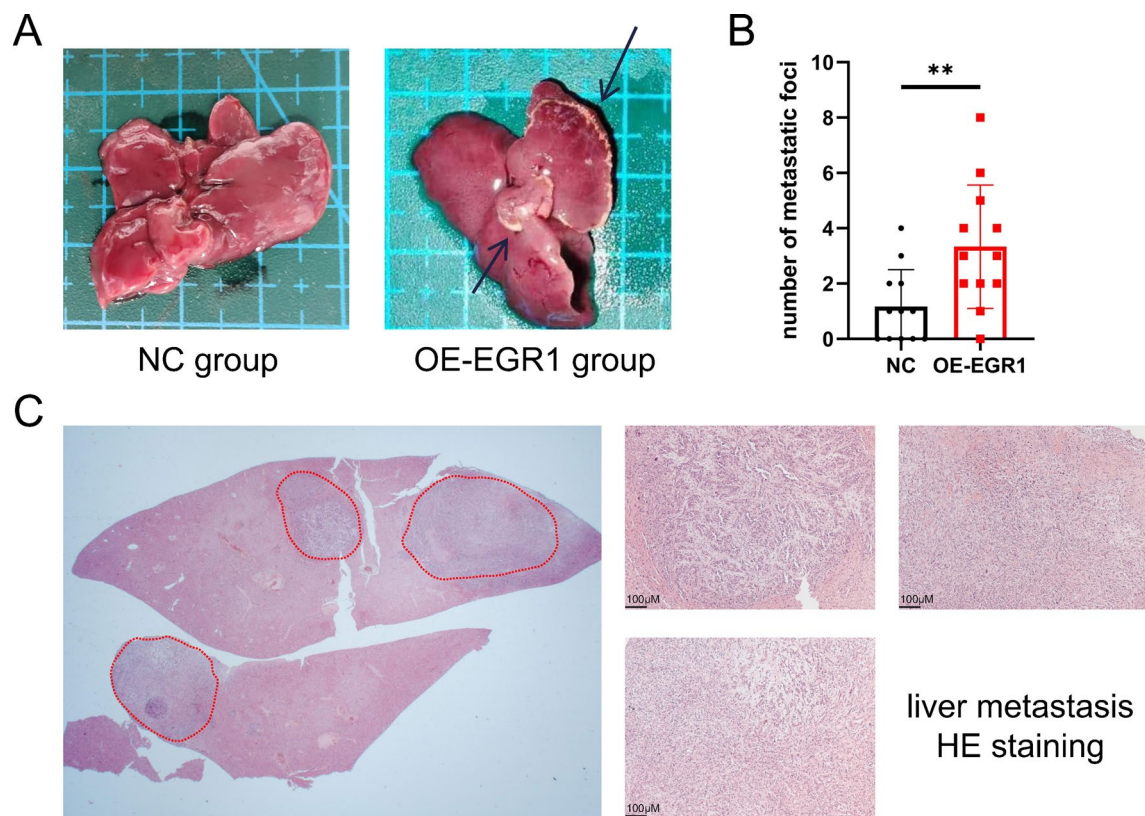 A
NC group
OE-EGR1 group
B
number of metastatic foci
10
8
6
4
2
0
**
NC
OE-EGR1
C
100μM
100μM
100μM
liver metastasis
HE staining